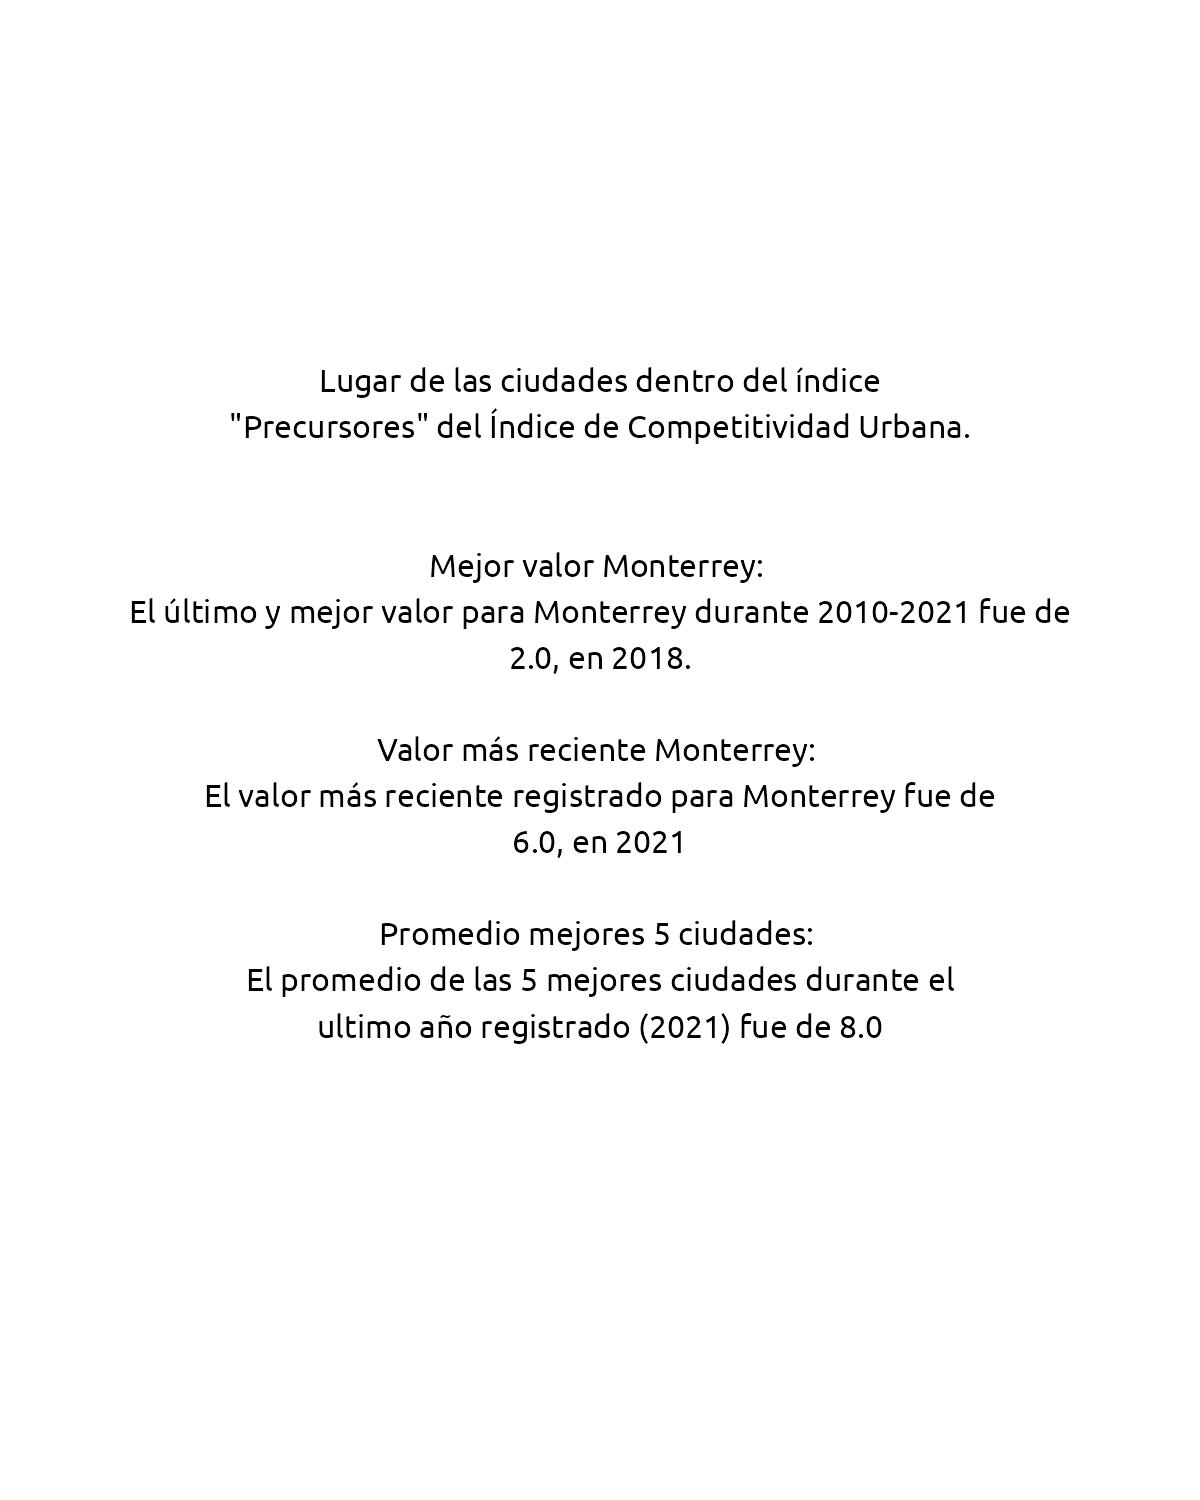 Lugar de las ciudades dentro del índice
"Precursores" del Índice de Competitividad Urbana.
Mejor valor Monterrey:
El último y mejor valor para Monterrey durante 2010-2021 fue de
2.0, en 2018.
Valor más reciente Monterrey:
El valor más reciente registrado para Monterrey fue de
6.0, en 2021
Promedio mejores 5 ciudades:
El promedio de las 5 mejores ciudades durante el
ultimo año registrado (2021) fue de 8.0